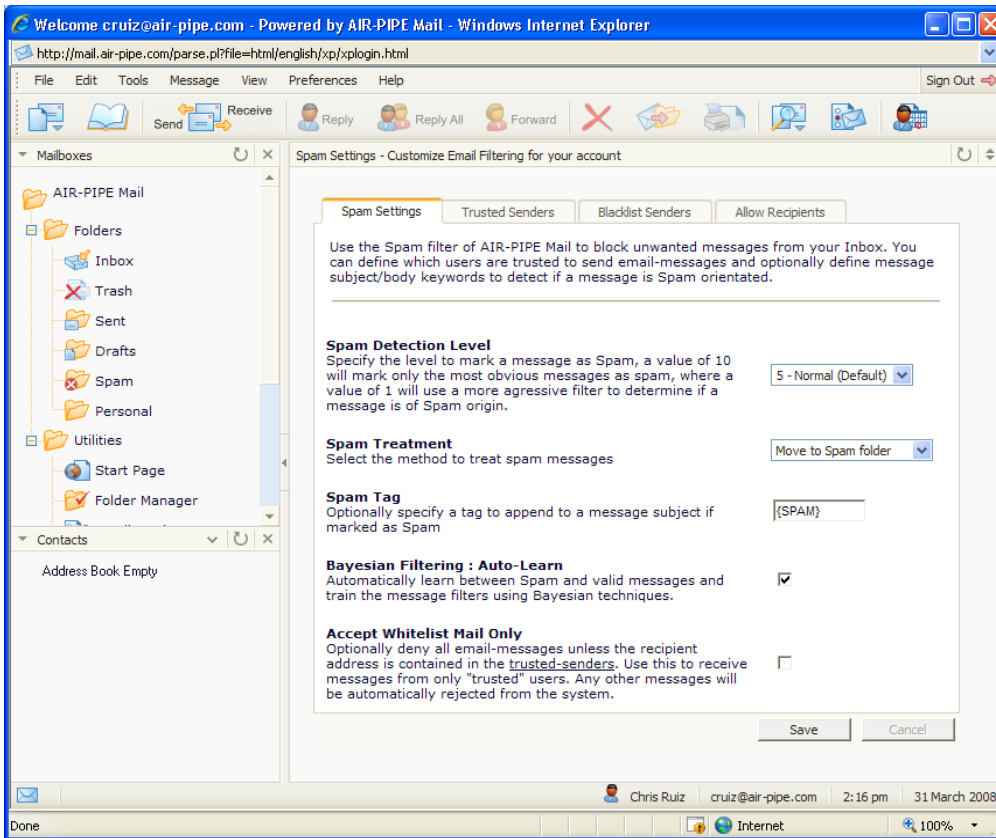 Welcome cruiz@air-pipe.com - Powered by AIR-PIPE Mail - Windows Internet Explorer
http://mail.air-pipe.com/parse.pl?file=html/english/xp/xplogin.html
File Edit Tools Message View Preferences Help Sign Out
Send Receive Reply Reply All Forward
Mailboxes
AIR-PIPE Mail
Folders
Inbox
Trash
Sent
Drafts
Spam
Personal
Utilities
Start Page
Folder Manager
Contacts
Address Book Empty
Spam Settings - Customize Email Filtering for your account
Spam Settings Trusted Senders Blacklist Senders Allow Recipients
Use the Spam filter of AIR-PIPE Mail to block unwanted messages from your Inbox. You
can define which users are trusted to send email-messages and optionally define message
subject/body keywords to detect if a message is Spam orientated.
Spam Detection Level
Specify the level to mark a message as Spam, a value of 10
will mark only the most obvious messages as spam, where a
value of 1 will use a more agressive filter to determine if a
message is of Spam origin.
5 - Normal (Default)
Spam Treatment
Select the method to treat spam messages
Move to Spam folder
Spam Tag
Optionally specify a tag to append to a message subject if
marked as Spam
{SPAM}
Bayesian Filtering : Auto-Learn
Automatically learn between Spam and valid messages and
train the message filters using Bayesian techniques.
Accept Whitelist Mail Only
Optionally deny all email-messages unless the recipient
address is contained in the trusted-senders. Use this to receive
messages from only "trusted" users. Any other messages will
be automatically rejected from the system.
Save Cancel
Chris Ruiz cruiz@air-pipe.com 2:16 pm 31 March 2008
Done Internet 100%